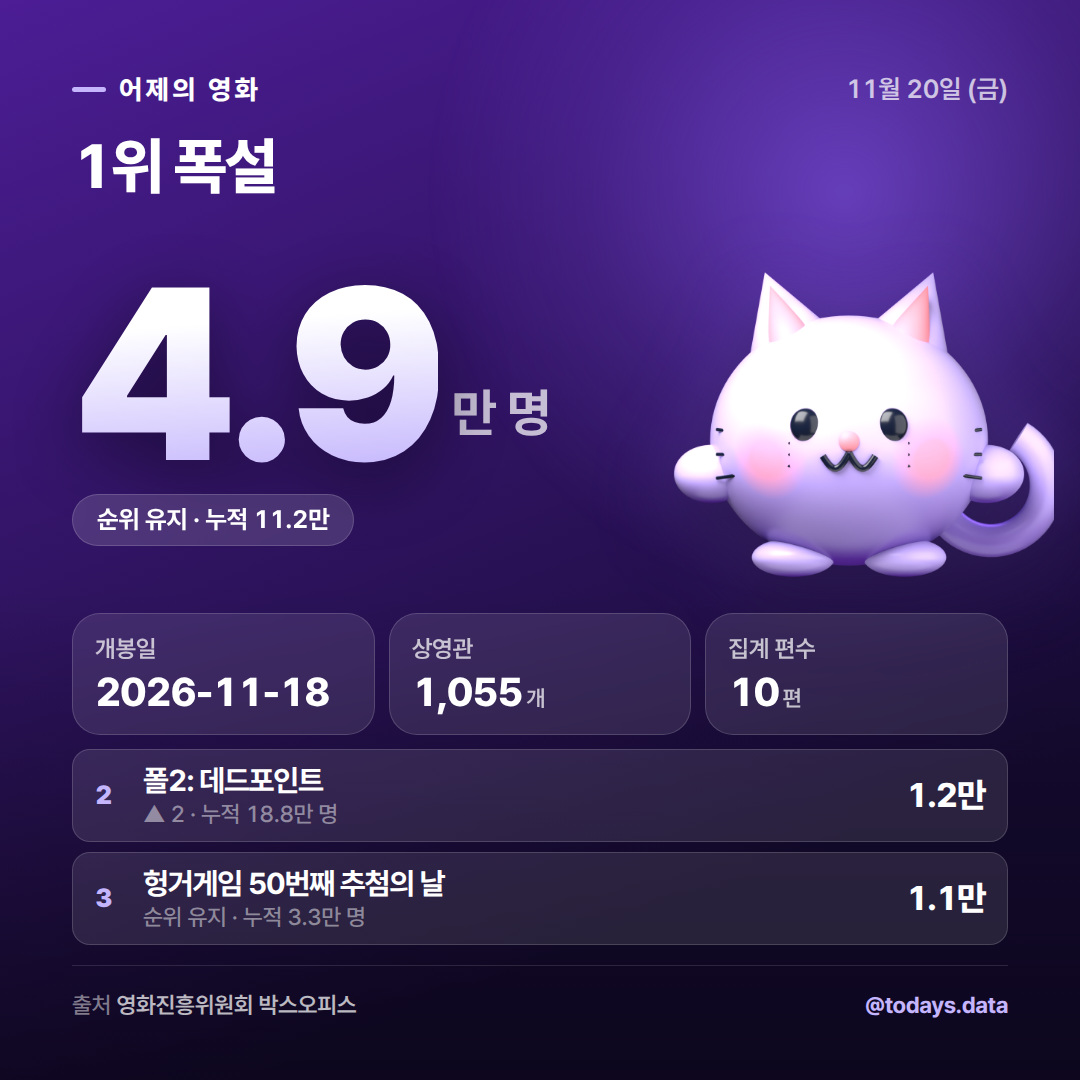 어제의 영화
11월 20일 (금)
1위 폭설
4.9만 명
순위 유지 · 누적 11.2만
개봉일
2026-11-18
상영관
1,055개
집계 편수
10편
2
폴2: 데드포인트
▲ 2 · 누적 18.8만 명
1.2만
3
헝거게임 50번째 추첨의 날
순위 유지 · 누적 3.3만 명
1.1만
출처 영화진흥위원회 박스오피스
@todays.data